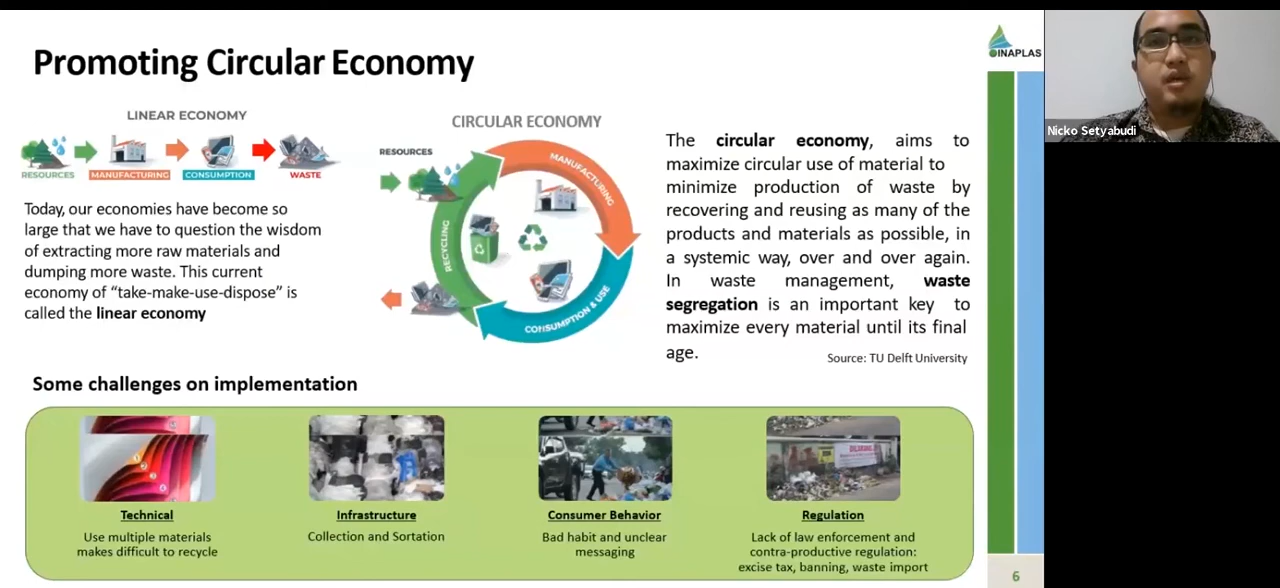 Promoting Circular Economy
INAPLAS
Nicko Setyabudi
LINEAR ECONOMY
RESOURCES
MANUFACTURING
CONSUMPTION
WASTE
Today, our economies have become so
large that we have to question the wisdom
of extracting more raw materials and
dumping more waste. This current
economy of “take-make-use-dispose” is
called the linear economy
CIRCULAR ECONOMY
RESOURCES
MANUFACTURING
CONSUMPTION & USE
RECYCLING
The circular economy, aims to
maximize circular use of material to
minimize production of waste by
recovering and reusing as many of the
products and materials as possible, in
a systemic way, over and over again.
In waste management, waste
segregation is an important key to
maximize every material until its final
age.
Source: TU Delft University
Some challenges on implementation
Technical
Use multiple materials
makes difficult to recycle
Infrastructure
Collection and Sortation
Consumer Behavior
Bad habit and unclear
messaging
DILARANG
Regulation
Lack of law enforcement and
contra-productive regulation:
excise tax, banning, waste import
6